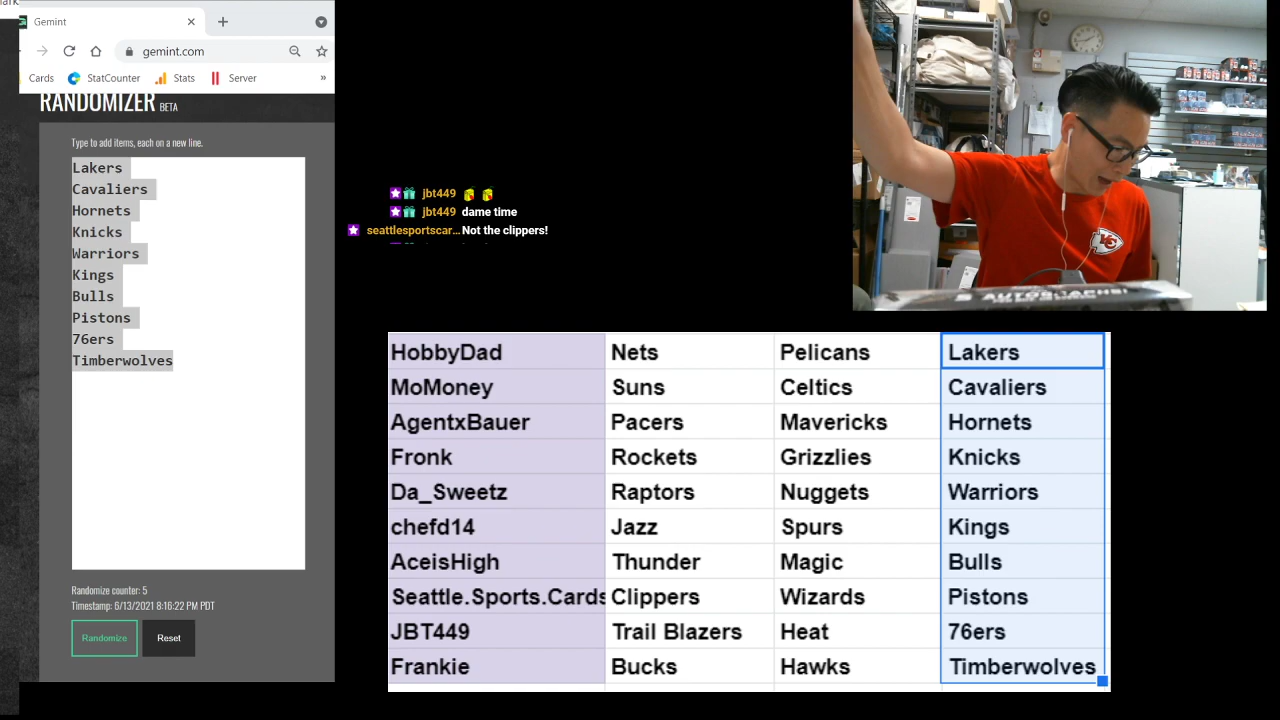 Gemint
gemint.com
Cards StatCounter Stats Server »
RANDOMIZER BETA
Type to add items, each on a new line.
Lakers
Cavaliers
Hornets
Knicks
Warriors
Kings
Bulls
Pistons
76ers
Timberwolves
Randomize counter: 5
Timestamp: 6/13/2021 8:16:22 PM PDT
Randomize Reset
jbt449
jbt449 dame time
seattlesportscar... Not the clippers!
KC
5 AUTOGRAPHS!
HobbyDad Nets Pelicans Lakers
MoMoney Suns Celtics Cavaliers
AgentxBauer Pacers Mavericks Hornets
Fronk Rockets Grizzlies Knicks
Da_Sweetz Raptors Nuggets Warriors
chefd14 Jazz Spurs Kings
AceisHigh Thunder Magic Bulls
Seattle.Sports.Cards Clippers Wizards Pistons
JBT449 Trail Blazers Heat 76ers
Frankie Bucks Hawks Timberwolves